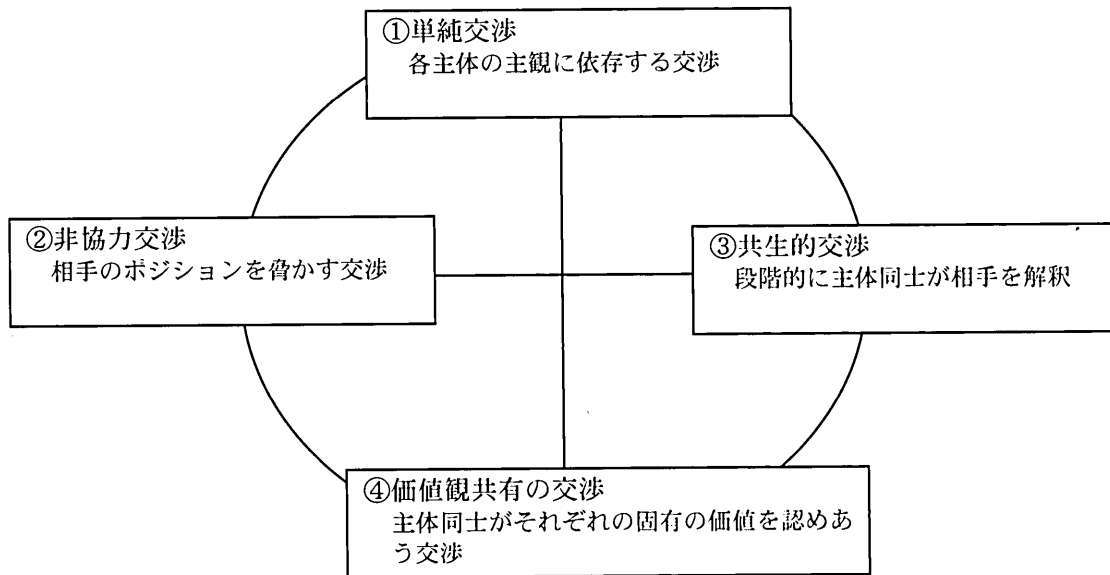 ①単純交渉
各主体の主観に依存する交渉
②非協力交渉
相手のポジションを脅かす交渉
③共生的交渉
段階的に主体同士が相手を解釈
④価値観共有の交渉
主体同士がそれぞれの固有の価値を認めあ
う交渉